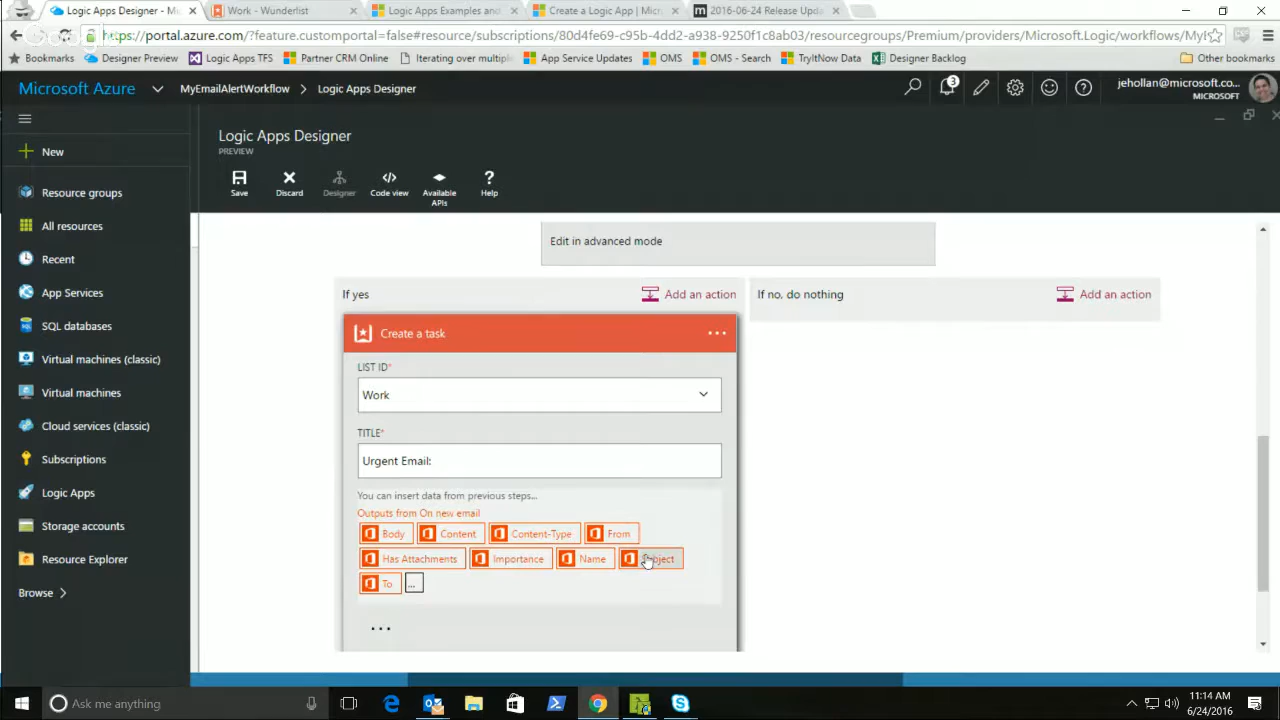 Logic Apps Designer - Mi
Work - Wunderlist
Logic Apps Examples and
Create a Logic App | Micr
2016-06-24 Release Upda
https://portal.azure.com/?feature.customportal=false#resource/subscriptions/80d4fe69-c95b-4dd2-a938-9250f1c8ab03/resourcegroups/Premium/providers/Microsoft.Logic/workflows/MyE
Bookmarks
Designer Preview
Logic Apps TFS
Partner CRM Online
Iterating over multiple
App Service Updates
OMS
OMS - Search
TryItNow Data
Designer Backlog
Other bookmarks
Microsoft Azure
MyEmailAlertWorkflow
Logic Apps Designer
3
jehollan@microsoft.co...
MICROSOFT
Logic Apps Designer
PREVIEW
New
Resource groups
All resources
Recent
App Services
SQL databases
Virtual machines (classic)
Virtual machines
Cloud services (classic)
Subscriptions
Logic Apps
Storage accounts
Resource Explorer
Browse
Save
Discard
Designer
Code view
Available
APIs
Help
Edit in advanced mode
If yes
Add an action
If no, do nothing
Add an action
Create a task
LIST ID*
Work
TITLE*
Urgent Email:
You can insert data from previous steps...
Outputs from On new email
Body
Content
Content-Type
From
Has Attachments
Importance
Name
To
...
Ask me anything
11:14 AM
6/24/2016